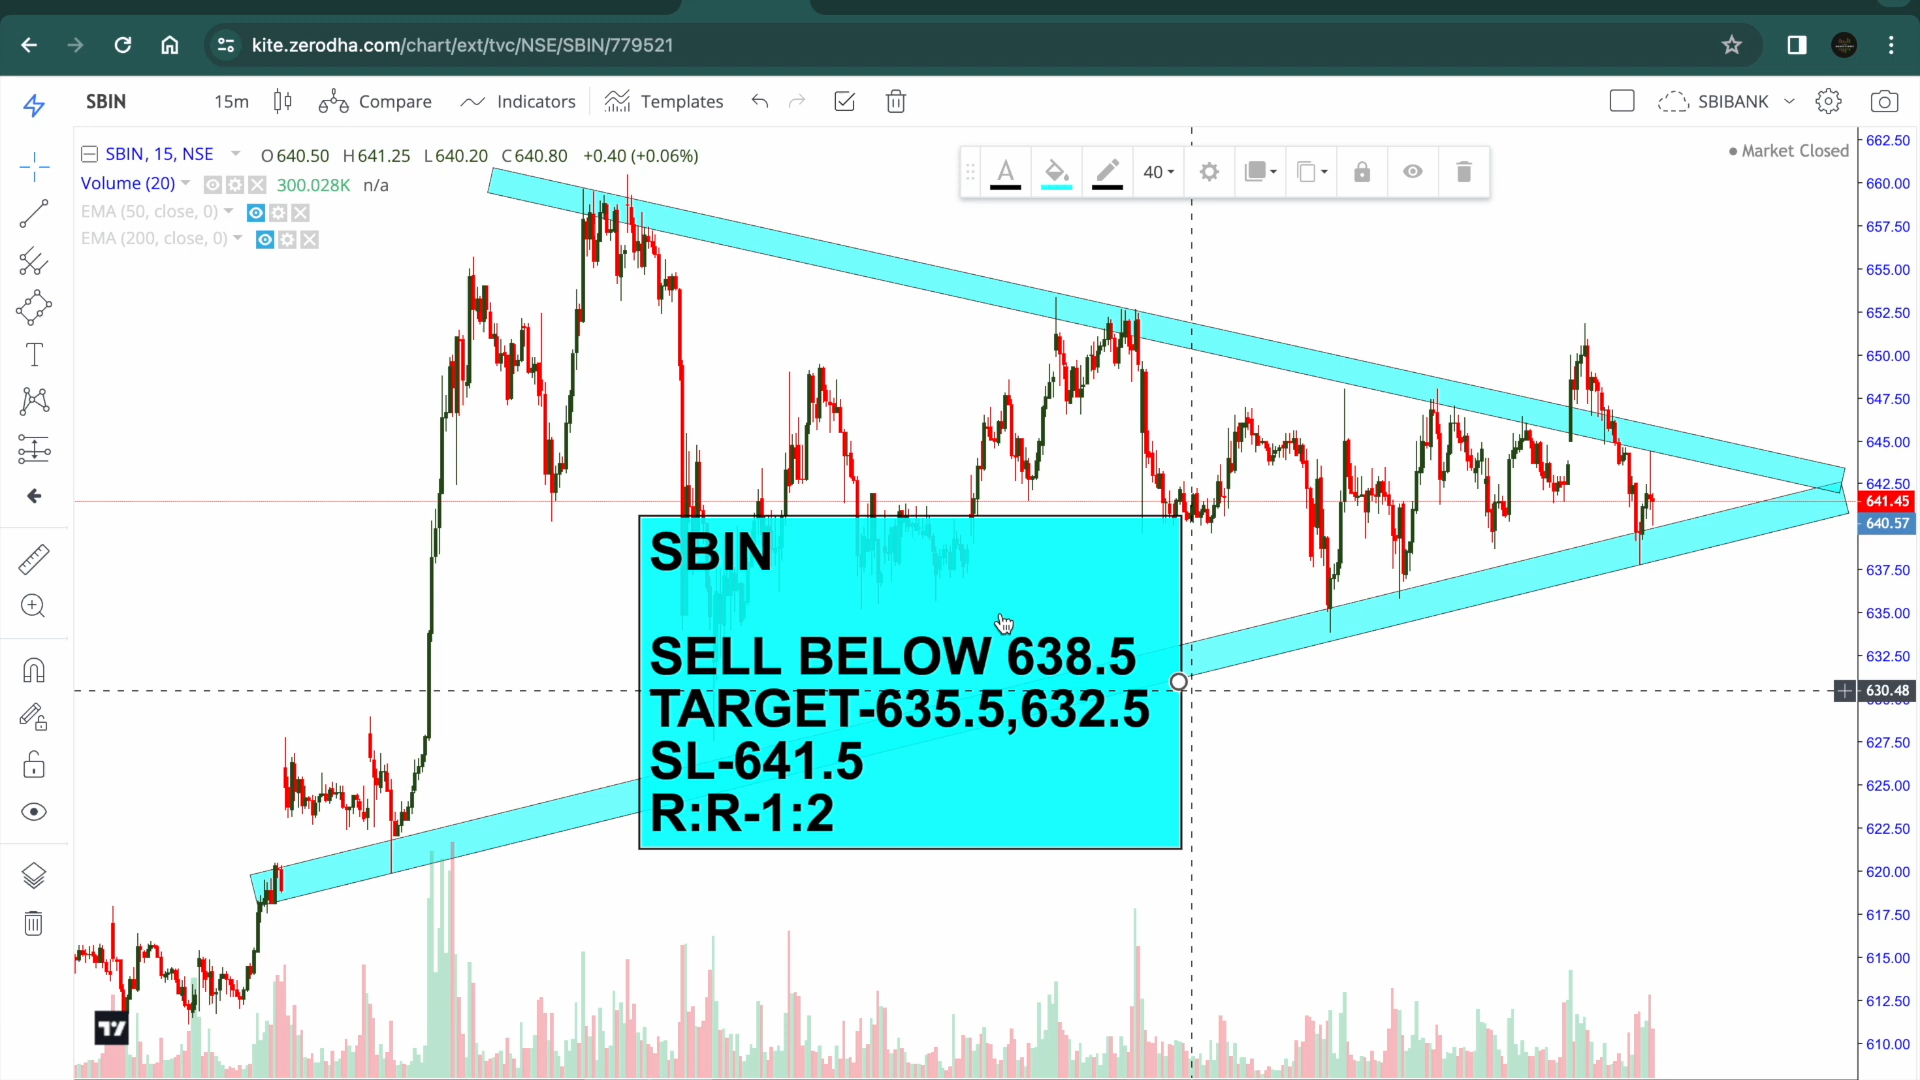 kite.zerodha.com/chart/ext/tvc/NSE/SBIN/779521
SBIN 15m Compare Indicators Templates SBIBANK
SBIN, 15, NSE O640.50 H641.25 L640.20 C640.80 +0.40 (+0.06%)
Market Closed
Volume (20) 300.028K n/a
40
EMA (50, close, 0)
EMA (200, close, 0)
SBIN
SELL BELOW 638.5
TARGET-635.5,632.5
SL-641.5
R:R-1:2
662.50
660.00
657.50
655.00
652.50
650.00
647.50
645.00
642.50
641.45
640.57
637.50
635.00
632.50
630.48
627.50
625.00
622.50
620.00
617.50
615.00
612.50
610.00